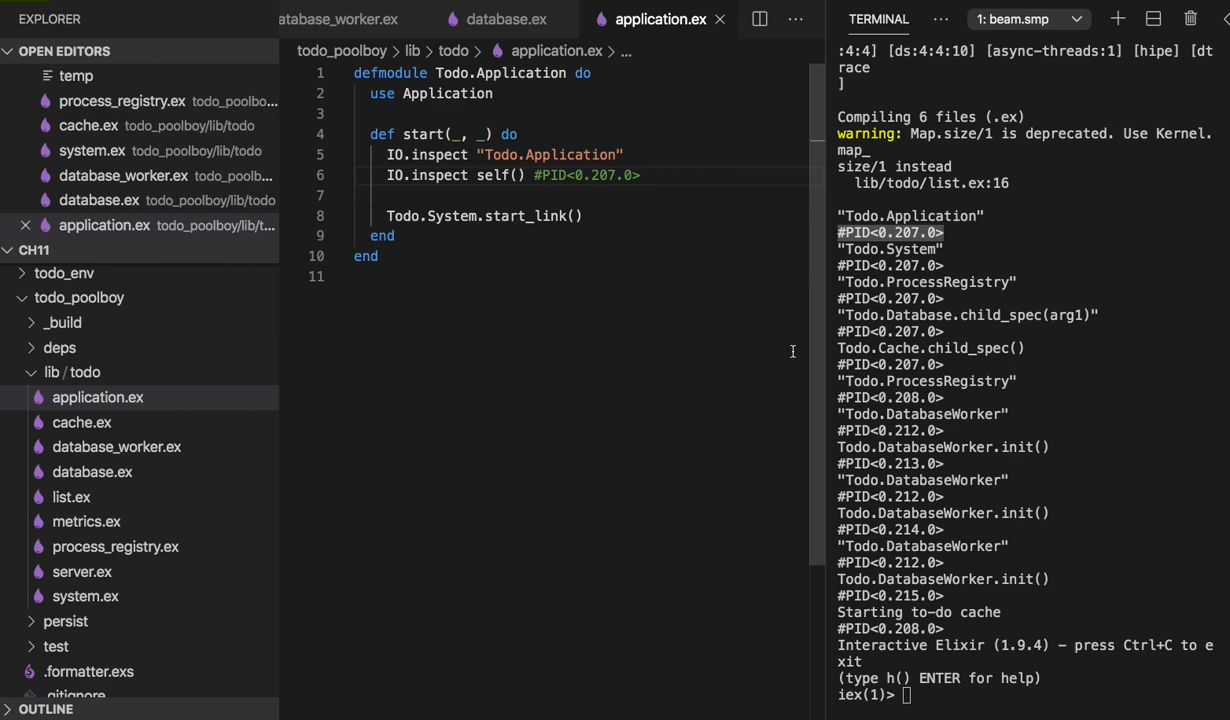 EXPLORER
OPEN EDITORS
temp
process_registry.ex todo_poolbo...
cache.ex todo_poolboy/lib/todo
system.ex todo_poolboy/lib/todo
database_worker.ex todo_poolb...
database.ex todo_poolboy/lib/todo
application.ex todo_poolboy/lib/t...
CH11
todo_env
todo_poolboy
_build
deps
lib / todo
application.ex
cache.ex
database_worker.ex
database.ex
list.ex
metrics.ex
process_registry.ex
server.ex
system.ex
persist
test
.formatter.exs
.gitignore
OUTLINE
atabase_worker.ex database.ex application.ex
todo_poolboy > lib > todo > application.ex > ...
1 defmodule Todo.Application do
2 use Application
3
4 def start(_, _) do
5 IO.inspect "Todo.Application"
6 IO.inspect self() #PID<0.207.0>
7
8 Todo.System.start_link()
9 end
10 end
11
TERMINAL ... 1: beam.smp
:4:4] [ds:4:4:10] [async-threads:1] [hipe] [dt
race
]
Compiling 6 files (.ex)
warning: Map.size/1 is deprecated. Use Kernel.
map_
size/1 instead
lib/todo/list.ex:16
"Todo.Application"
#PID<0.207.0>
"Todo.System"
#PID<0.207.0>
"Todo.ProcessRegistry"
#PID<0.207.0>
"Todo.Database.child_spec(arg1)"
#PID<0.207.0>
Todo.Cache.child_spec()
#PID<0.207.0>
"Todo.ProcessRegistry"
#PID<0.208.0>
"Todo.DatabaseWorker"
#PID<0.212.0>
Todo.DatabaseWorker.init()
#PID<0.213.0>
"Todo.DatabaseWorker"
#PID<0.212.0>
Todo.DatabaseWorker.init()
#PID<0.214.0>
"Todo.DatabaseWorker"
#PID<0.212.0>
Todo.DatabaseWorker.init()
#PID<0.215.0>
Starting to-do cache
#PID<0.208.0>
Interactive Elixir (1.9.4) – press Ctrl+C to e
xit
(type h() ENTER for help)
iex(1)>